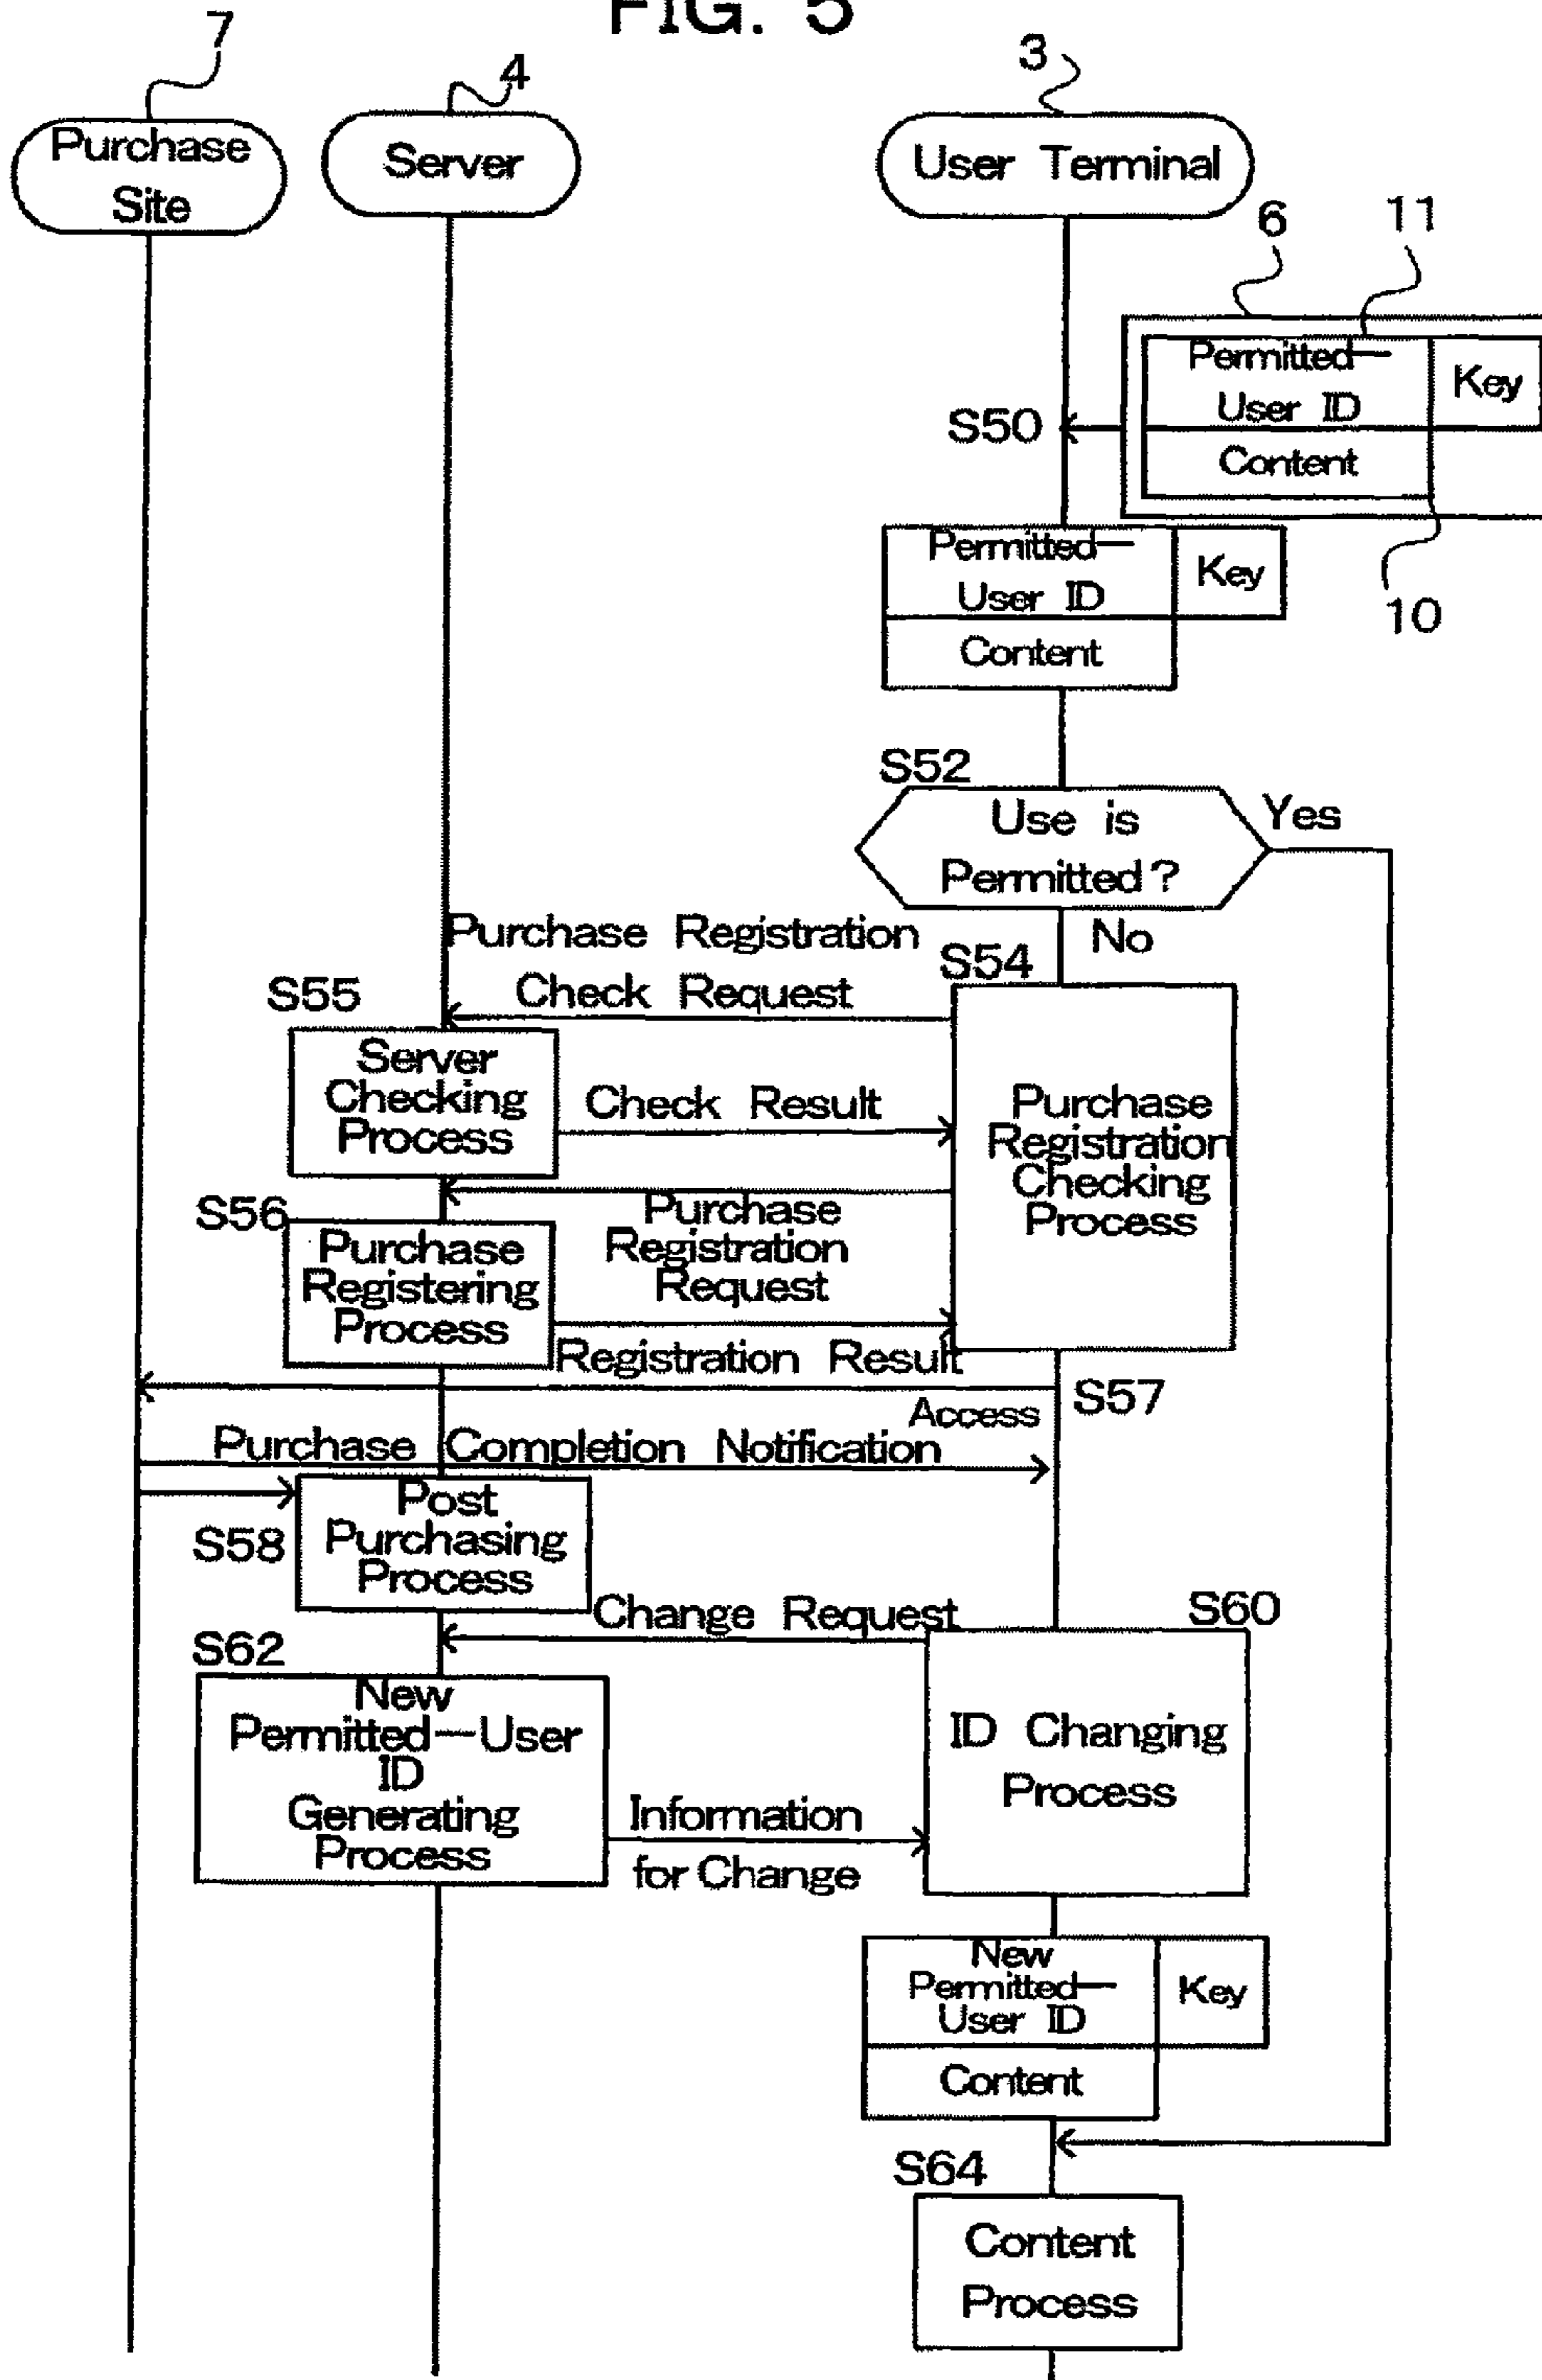 FIG. 5
7
4
3
Purchase
Site
Server
User Terminal
6
11
Permitted—
User ID
Key
Content
S50
10
Permitted—
User ID
Key
Content
S52
Use is
Permitted?
Yes
No
Purchase Registration
Check Request
S54
S55
Server
Checking
Process
Check Result
Purchase
Registration
Checking
Process
S56
Purchase
Registering
Process
Purchase
Registration
Request
Registration Result
S57
Access
Purchase Completion Notification
S58
Post
Purchasing
Process
Change Request
S60
S62
New
Permitted—User
ID
Generating
Process
ID Changing
Process
Information
for Change
New
Permitted—
User ID
Key
Content
S64
Content
Process